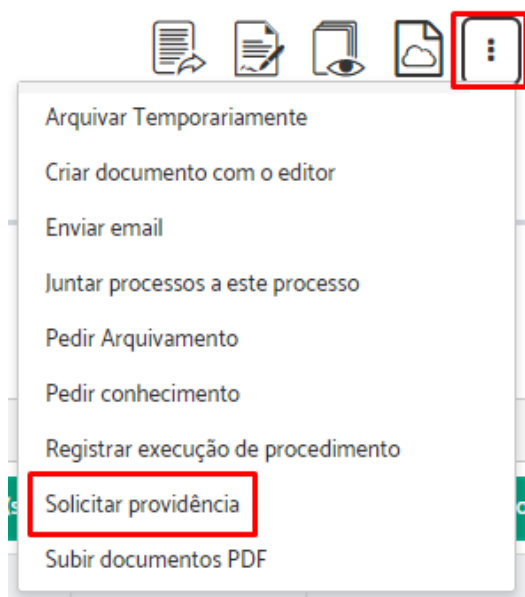 Arquivar Temporariamente
Criar documento com o editor
Enviar email
Juntar processos a este processo
Pedir Arquivamento
Pedir conhecimento
Registrar execução de procedimento
Solicitar providência
Subir documentos PDF